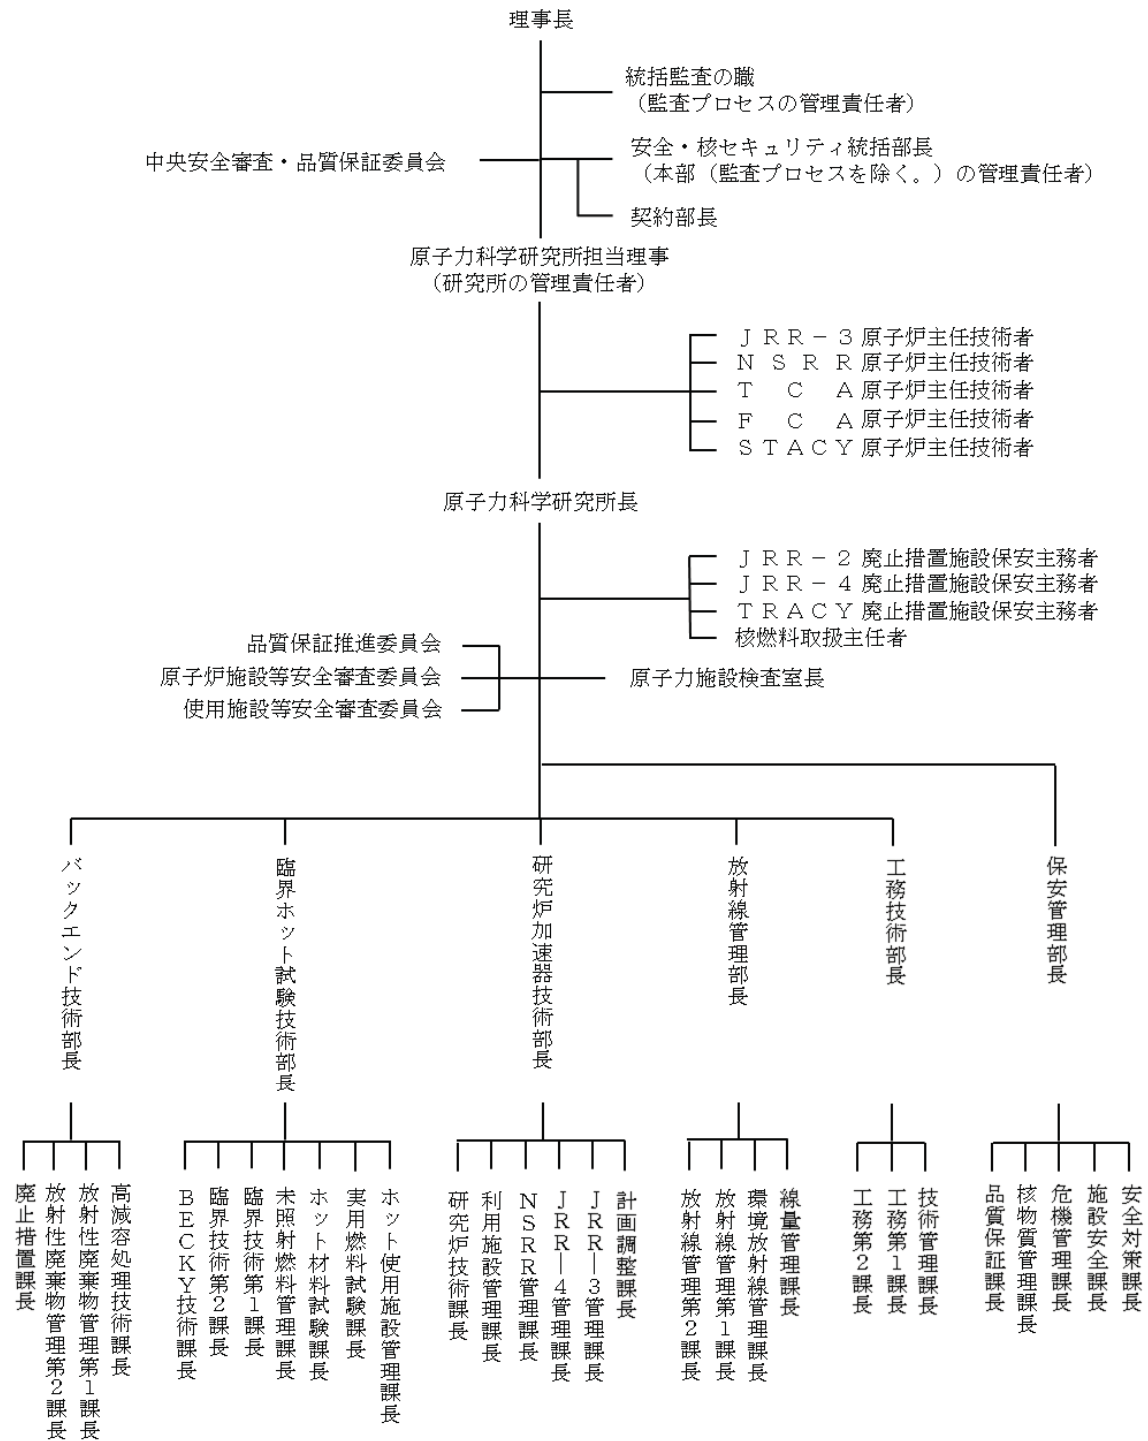 理事長
統括監査の職
（監査プロセスの管理責任者）
中央安全審査・品質保証委員会
安全・核セキュリティ統括部長
（本部（監査プロセスを除く。）の管理責任者）
契約部長
原子力科学研究所担当理事
（研究所の管理責任者）
ＪＲＲ－３原子炉主任技術者
ＮＳＲＲ原子炉主任技術者
ＴＣＡ原子炉主任技術者
ＦＣＡ原子炉主任技術者
ＳＴＡＣＹ原子炉主任技術者
原子力科学研究所長
ＪＲＲ－２廃止措置施設保安主務者
ＪＲＲ－４廃止措置施設保安主務者
ＴＲＡＣＹ廃止措置施設保安主務者
核燃料取扱主任者
品質保証推進委員会
原子炉施設等安全審査委員会
使用施設等安全審査委員会
原子力施設検査室長
バックエンド技術部長
臨界ホット試験技術部長
研究炉加速器技術部長
放射線管理部長
工務技術部長
保安管理部長
廃止措置課長
放射性廃棄物管理第２課長
放射性廃棄物管理第１課長
高減容処理技術課長
ＢＥＣＫＹ技術課長
臨界技術第２課長
臨界技術第１課長
未照射燃料管理課長
ホット材料試験課長
実用燃料試験課長
ホット使用施設管理課長
研究炉技術課長
利用施設管理課長
ＮＳＲＲ管理課長
ＪＲＲ―４管理課長
ＪＲＲ―３管理課長
計画調整課長
放射線管理第２課長
放射線管理第１課長
環境放射線管理課長
線量管理課長
工務第２課長
工務第１課長
技術管理課長
品質保証課長
核物質管理課長
危機管理課長
施設安全課長
安全対策課長